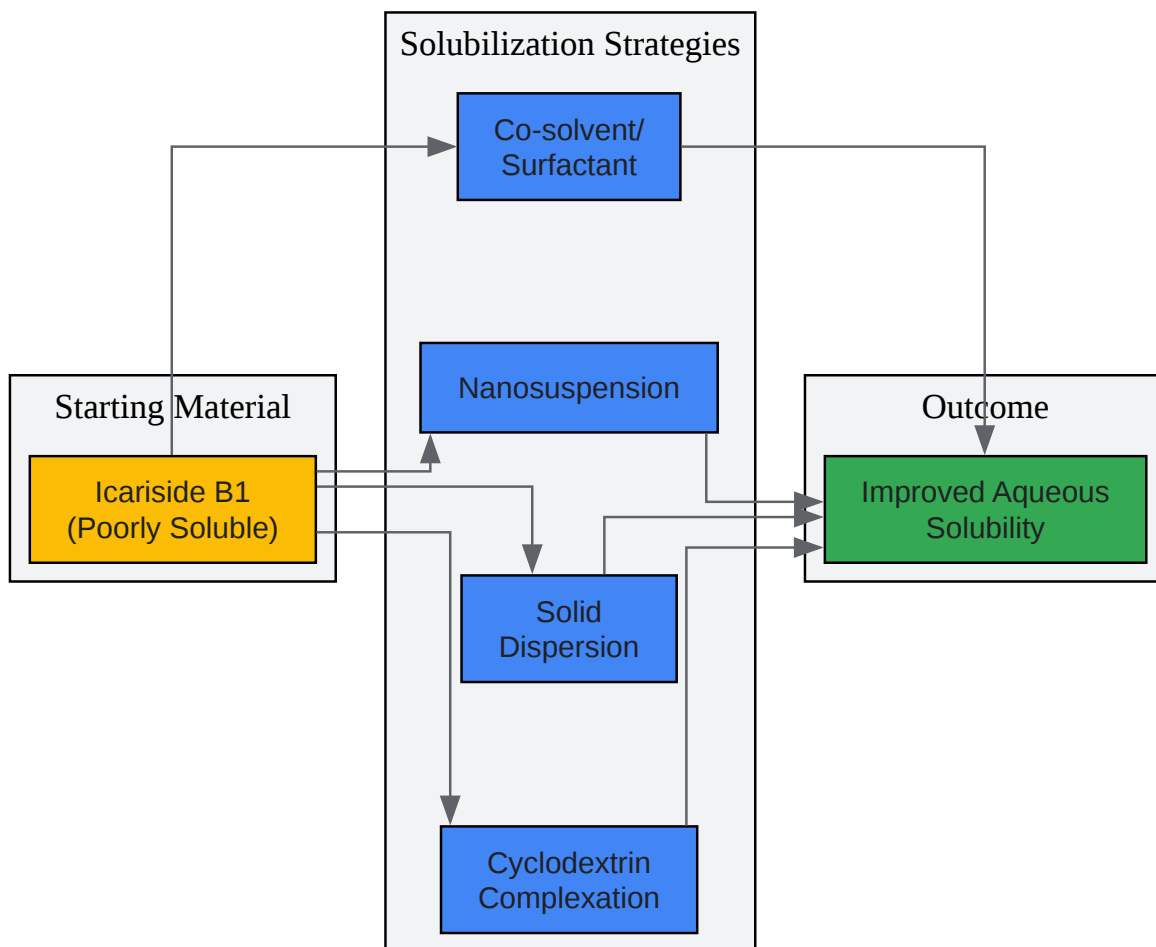 Solubilization Strategies
Co-solvent/
Surfactant
Nanosuspension
Starting Material
Icariside B1
(Poorly Soluble)
Outcome
Improved Aqueous
Solubility
Solid
Dispersion
Cyclodextrin
Complexation